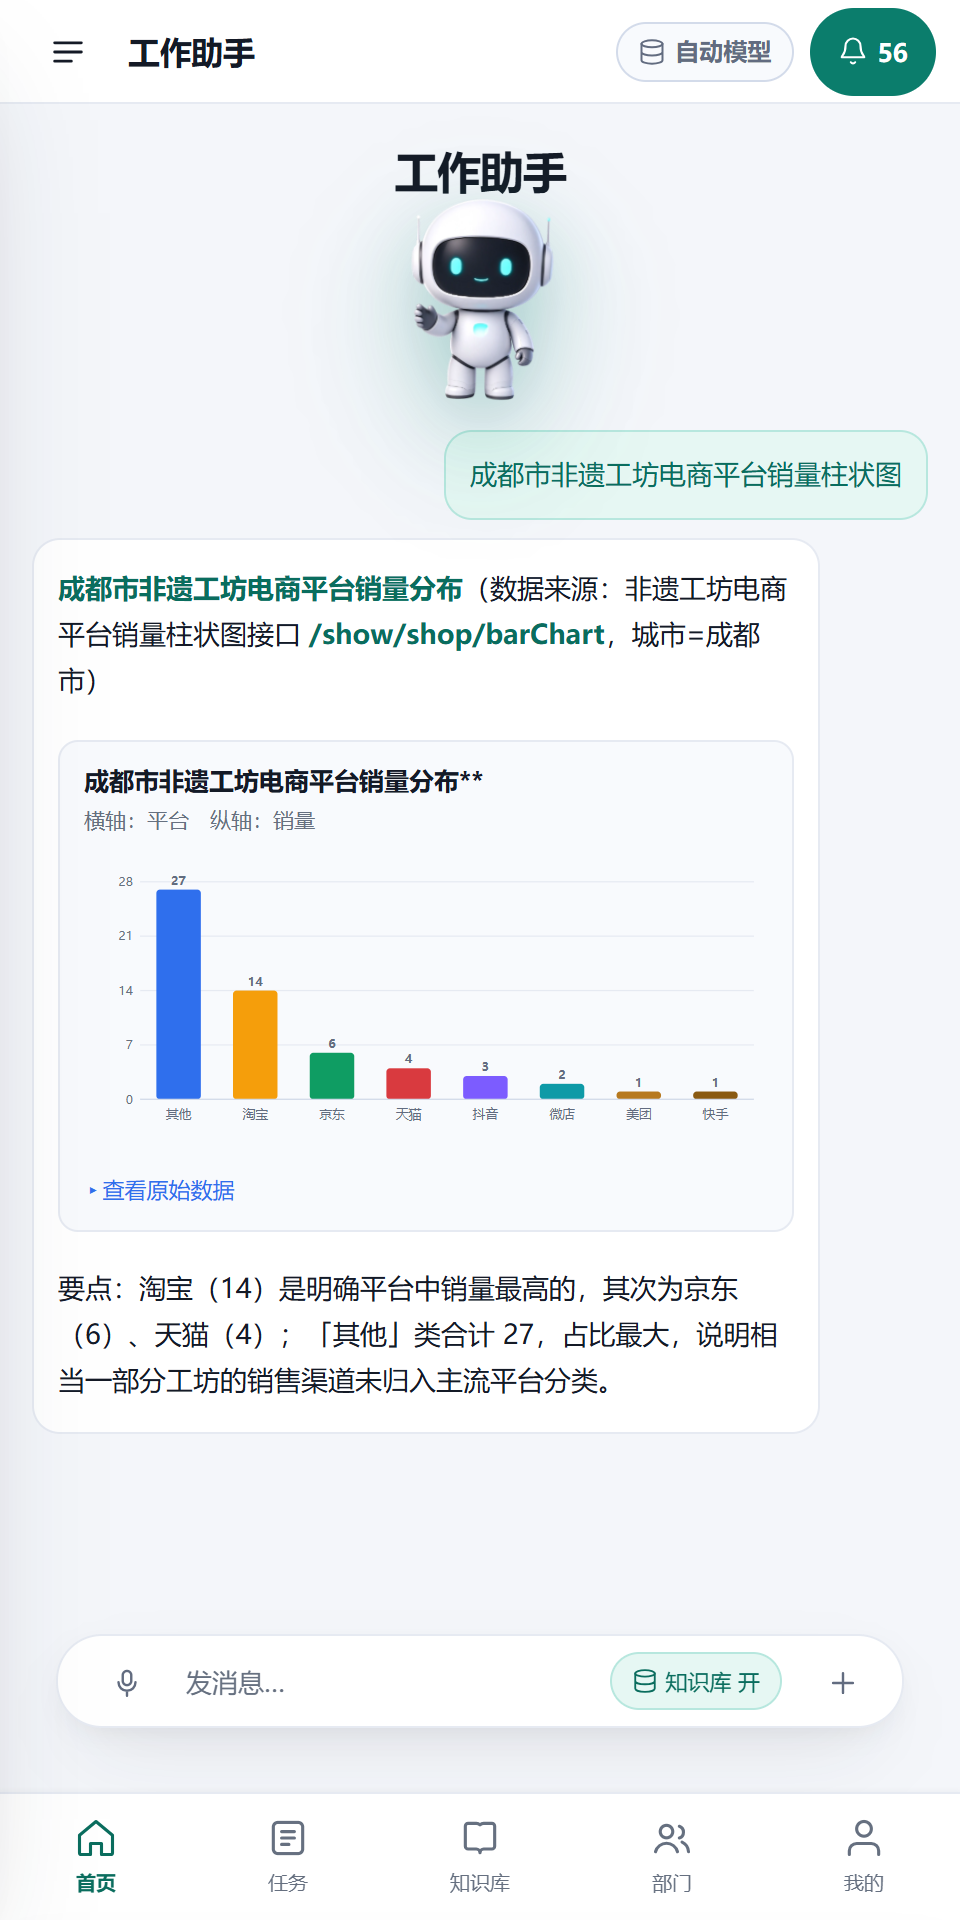 工作助手
自动模型
56
工作助手
成都市非遗工坊电商平台销量柱状图
成都市非遗工坊电商平台销量分布（数据来源：非遗工坊电商
平台销量柱状图接口 /show/shop/barChart，城市=成都
市）
成都市非遗工坊电商平台销量分布**
横轴：平台 纵轴：销量
28
21
14
7
0
27
14
6
4
3
2
1
1
其他
淘宝
京东
天猫
抖音
微店
美团
快手
查看原始数据
要点：淘宝（14）是明确平台中销量最高的，其次为京东
（6）、天猫（4）；「其他」类合计 27，占比最大，说明相
当一部分工坊的销售渠道未归入主流平台分类。
发消息...
知识库 开
首页
任务
知识库
部门
我的